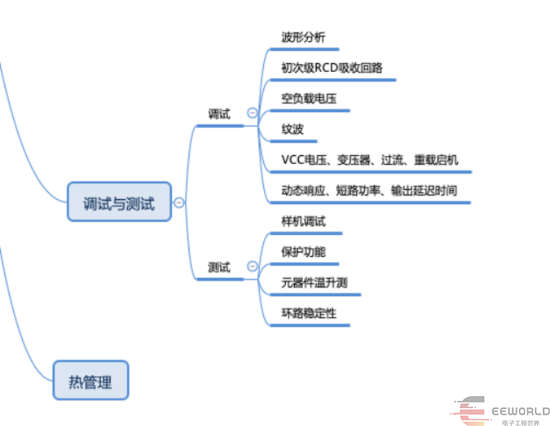 波形分析
初次级RCD吸收回路
空负载电压
纹波
VCC电压、变压器、过流、重载启机
动态响应、短路功率、输出延迟时间
调试
调试与测试
样机调试
保护功能
元器件温升测
环路稳定性
测试
热管理
EEWORLD
电子工程世界